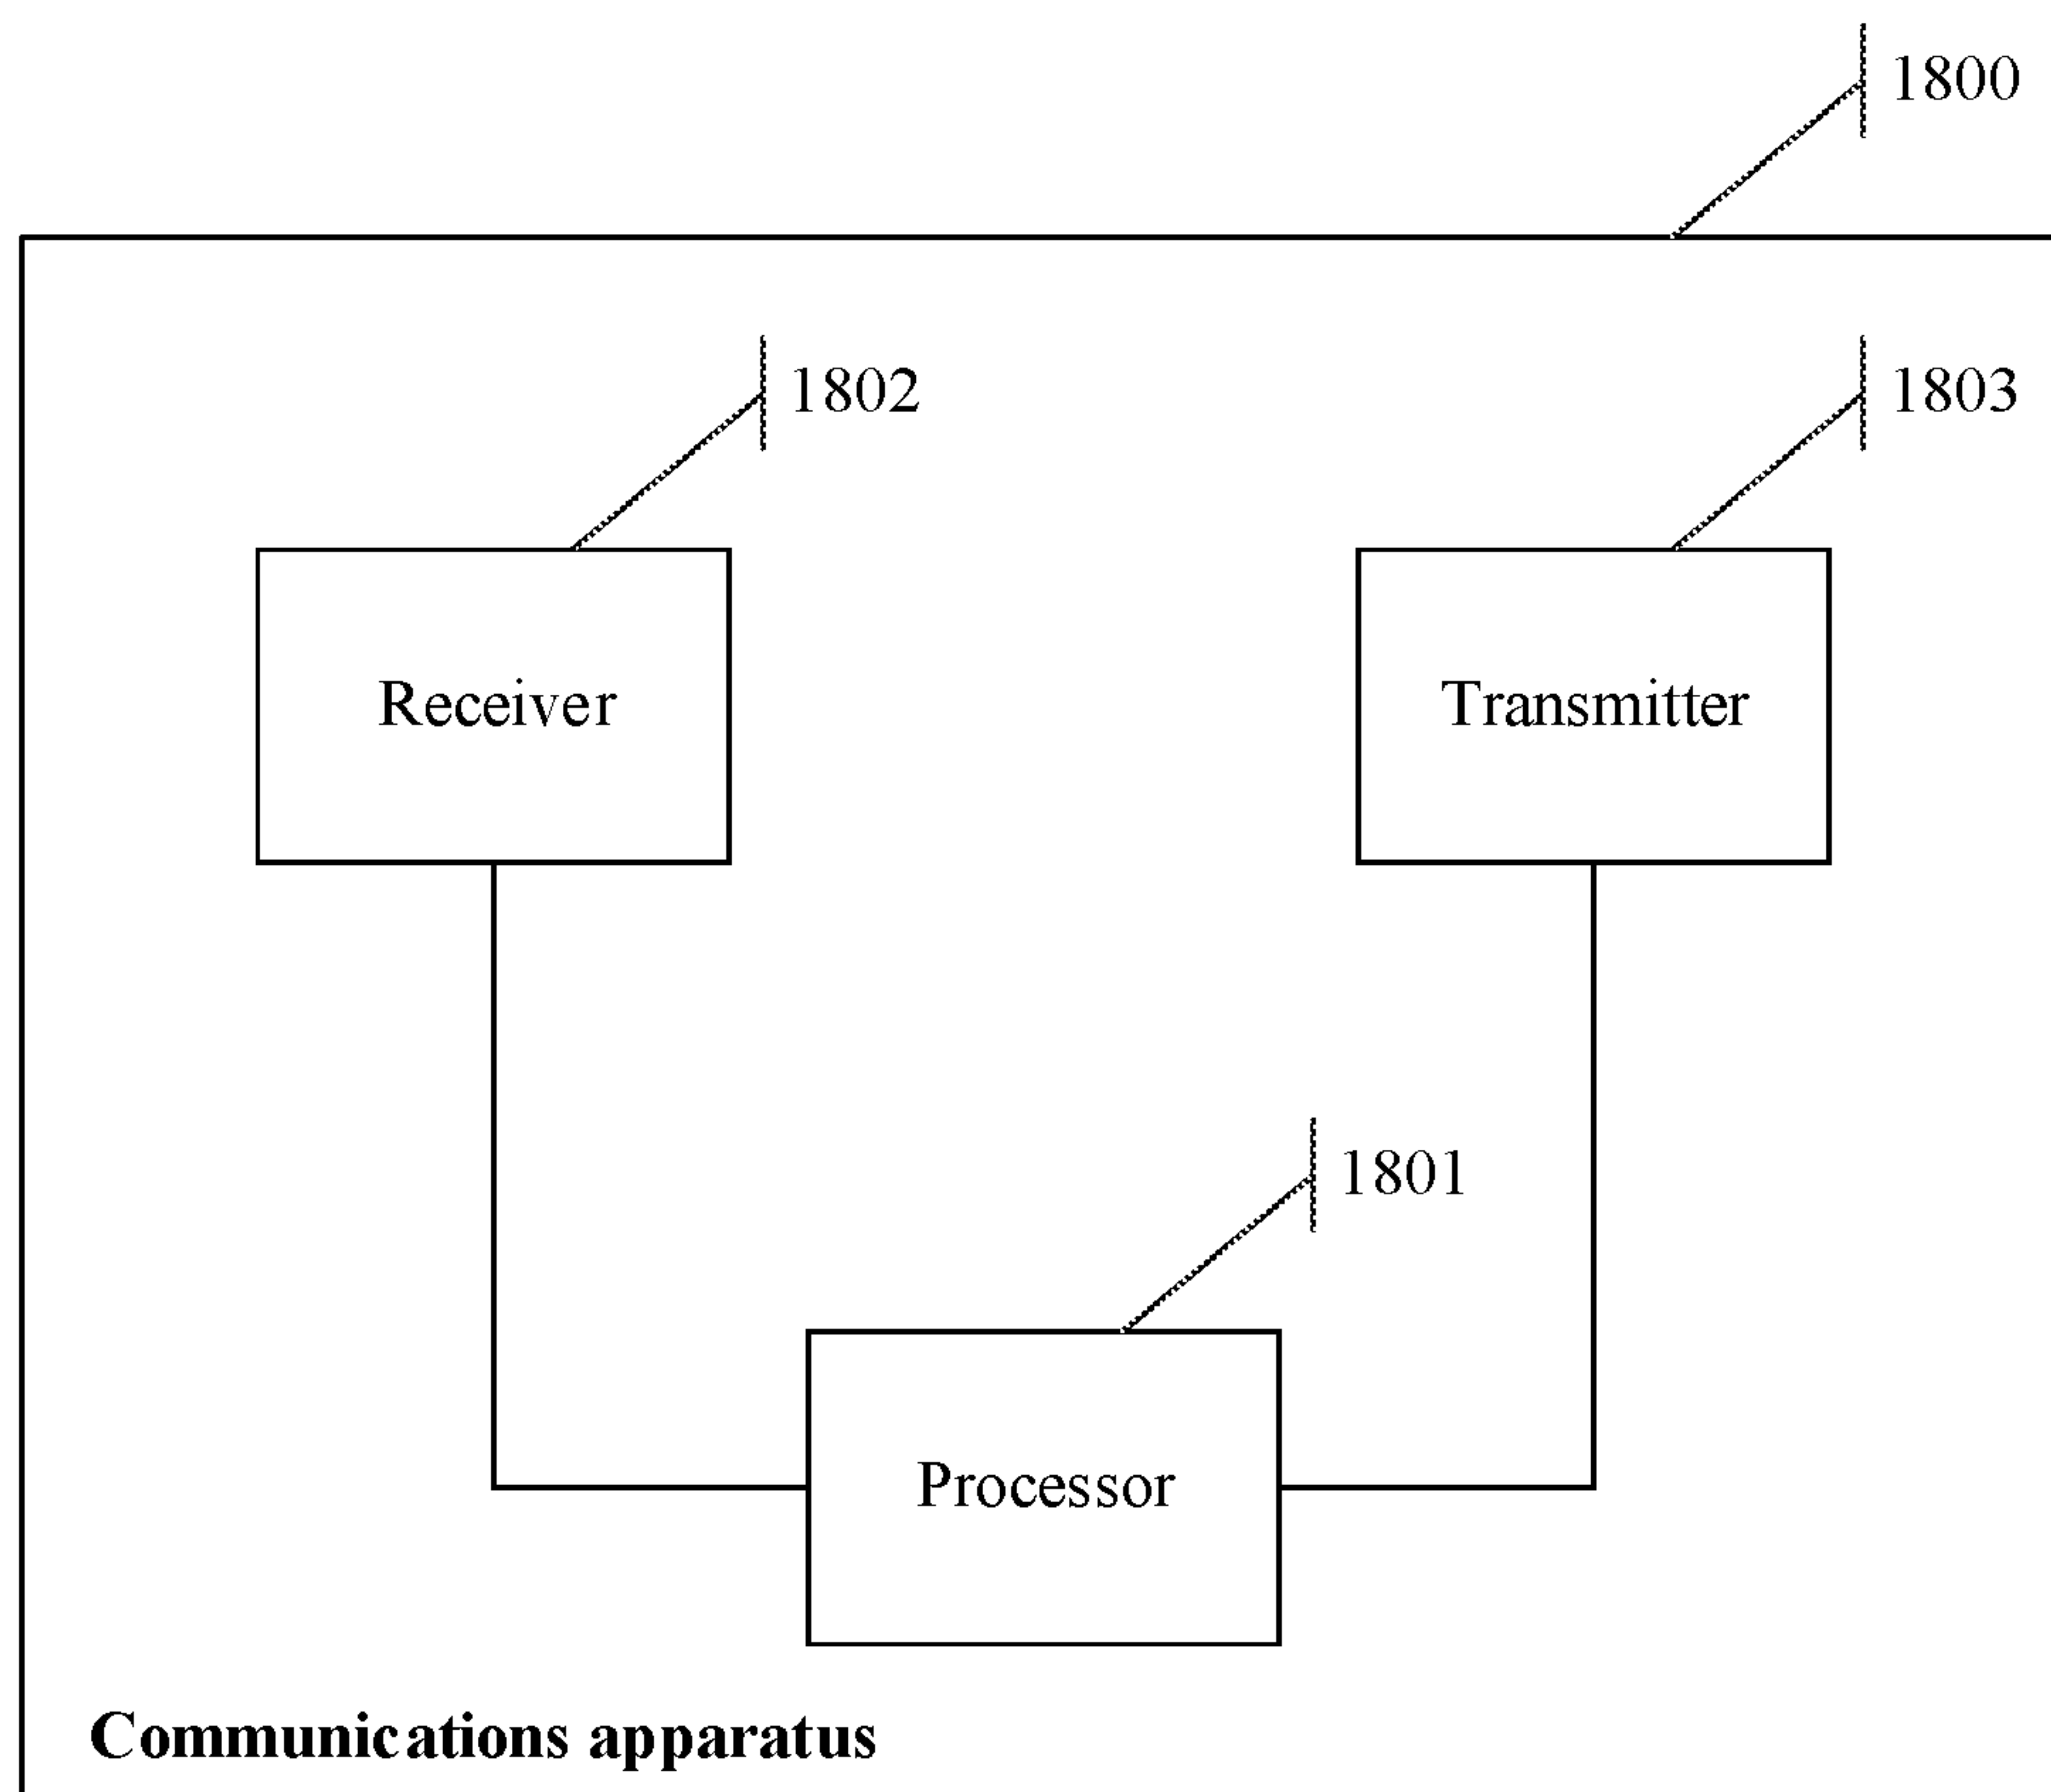 1800
1802
1803
Receiver
Transmitter
1801
Processor
Communications apparatus